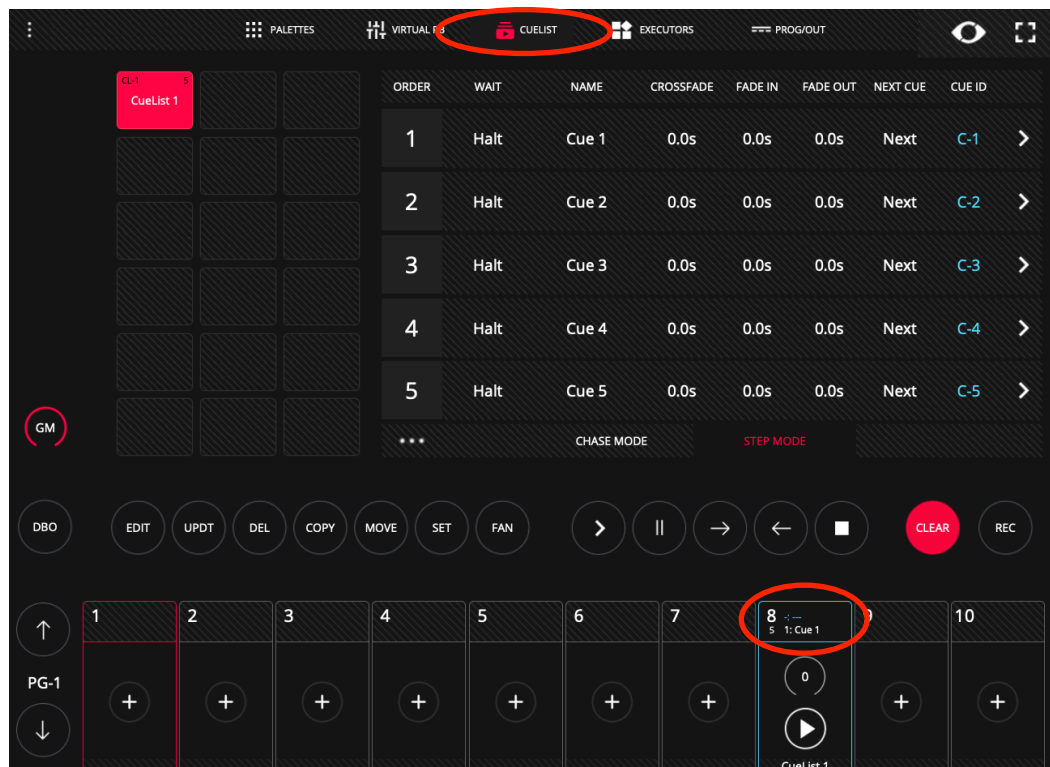 PALETTES VIRTUAL CUELIST EXECUTORS PROG/OUT
CL-1 5
CueList 1
ORDER WAIT NAME CROSSFADE FADE IN FADE OUT NEXT CUE CUE ID
1 Halt Cue 1 0.0s 0.0s 0.0s Next C-1
2 Halt Cue 2 0.0s 0.0s 0.0s Next C-2
3 Halt Cue 3 0.0s 0.0s 0.0s Next C-3
4 Halt Cue 4 0.0s 0.0s 0.0s Next C-4
5 Halt Cue 5 0.0s 0.0s 0.0s Next C-5
GM
CHASE MODE STEP MODE
DBO EDIT UPDT DEL COPY MOVE SET FAN CLEAR REC
1 2 3 4 5 6 7 8 -: --- 9 10
5 1: Cue 1
PG-1
0
CueList 1